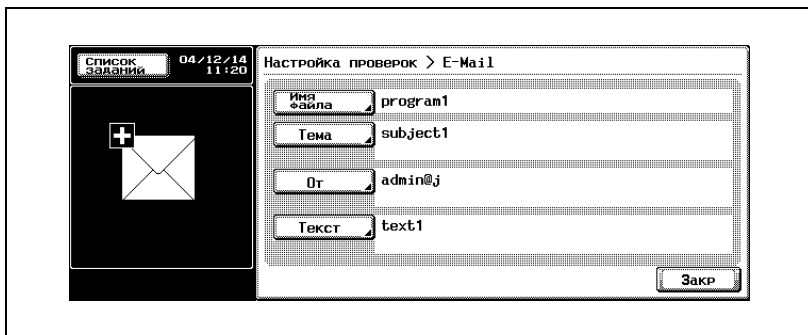 Список заданий
04/12/14
11:20
Настройка проверок > E-Mail
Имя файла
program1
Тема
subject1
От
admin@j
Текст
text1
Закр